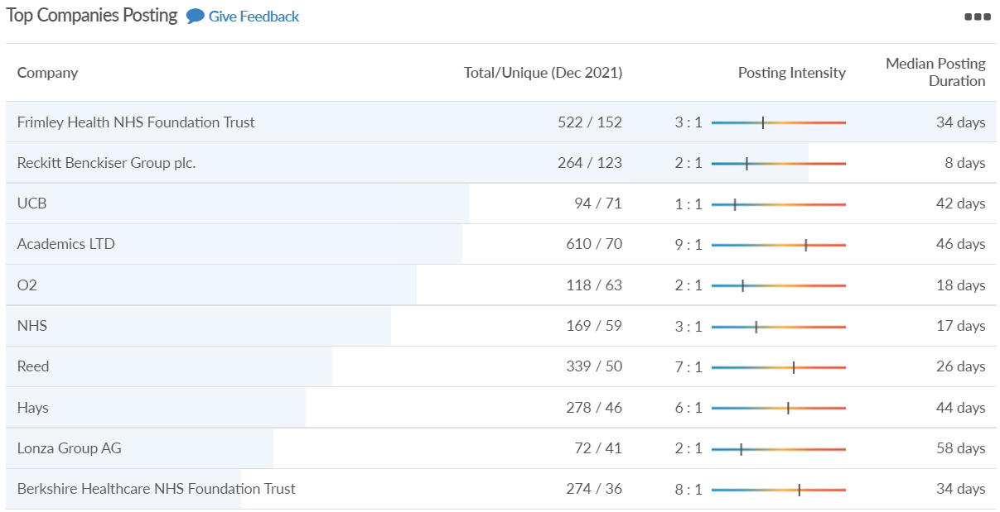 Top Companies Posting Give Feedback
Company Total/Unique (Dec 2021) Posting Intensity Median Posting Duration
Frimley Health NHS Foundation Trust 522 / 152 3 : 1 34 days
Reckitt Benckiser Group plc. 264 / 123 2 : 1 8 days
UCB 94 / 71 1 : 1 42 days
Academics LTD 610 / 70 9 : 1 46 days
O2 118 / 63 2 : 1 18 days
NHS 169 / 59 3 : 1 17 days
Reed 339 / 50 7 : 1 26 days
Hays 278 / 46 6 : 1 44 days
Lonza Group AG 72 / 41 2 : 1 58 days
Berkshire Healthcare NHS Foundation Trust 274 / 36 8 : 1 34 days